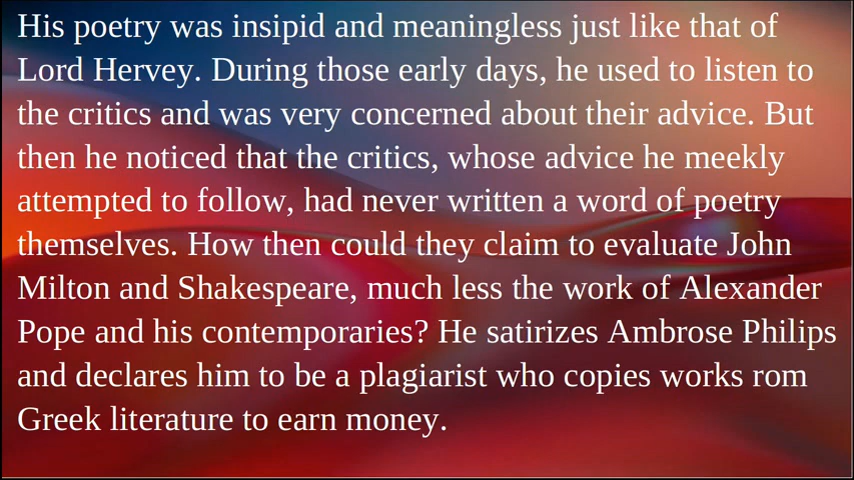 His poetry was insipid and meaningless just like that of
Lord Hervey. During those early days, he used to listen to
the critics and was very concerned about their advice. But
then he noticed that the critics, whose advice he meekly
attempted to follow, had never written a word of poetry
themselves. How then could they claim to evaluate John
Milton and Shakespeare, much less the work of Alexander
Pope and his contemporaries? He satirizes Ambrose Philips
and declares him to be a plagiarist who copies works rom
Greek literature to earn money.